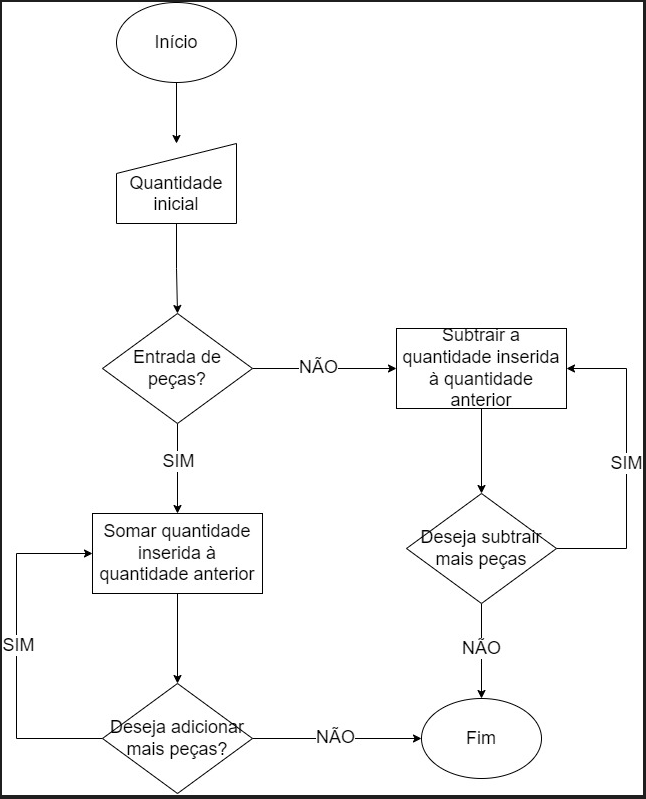 Início
Quantidade
inicial
Entrada de
peças?
NÃO
Subtrair a
quantidade inserida
à quantidade
anterior
SIM
SIM
Somar quantidade
inserida à
quantidade anterior
Deseja subtrair
mais peças
SIM
NÃO
Deseja adicionar
mais peças?
NÃO
Fim